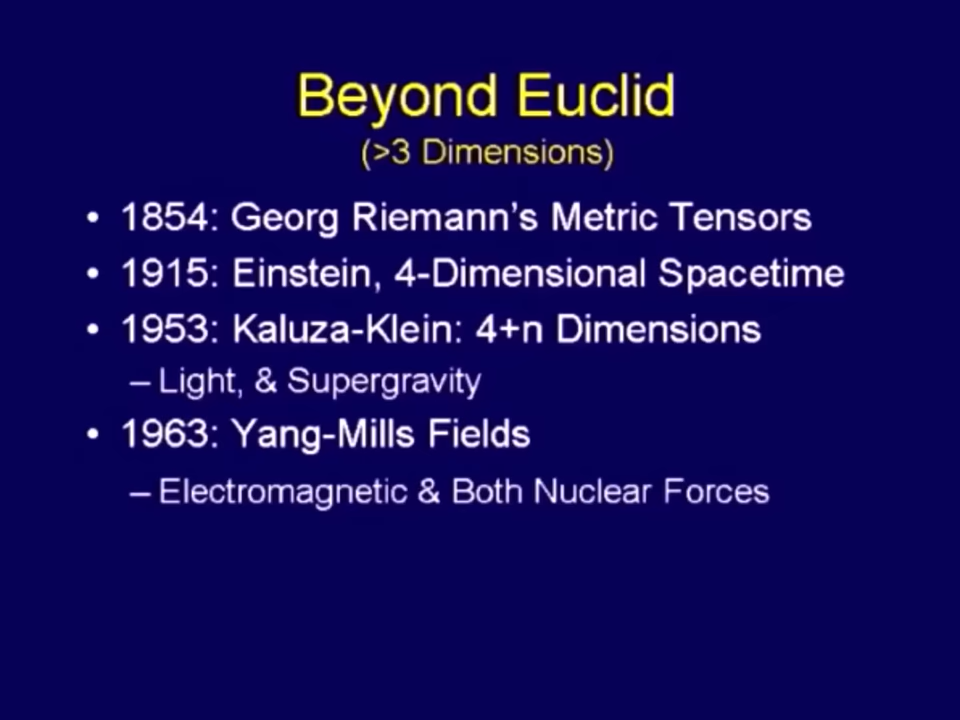 Beyond Euclid
(>3 Dimensions)
• 1854: Georg Riemann's Metric Tensors
• 1915: Einstein, 4-Dimensional Spacetime
• 1953: Kaluza-Klein: 4+n Dimensions
– Light, & Supergravity
• 1963: Yang-Mills Fields
– Electromagnetic & Both Nuclear Forces